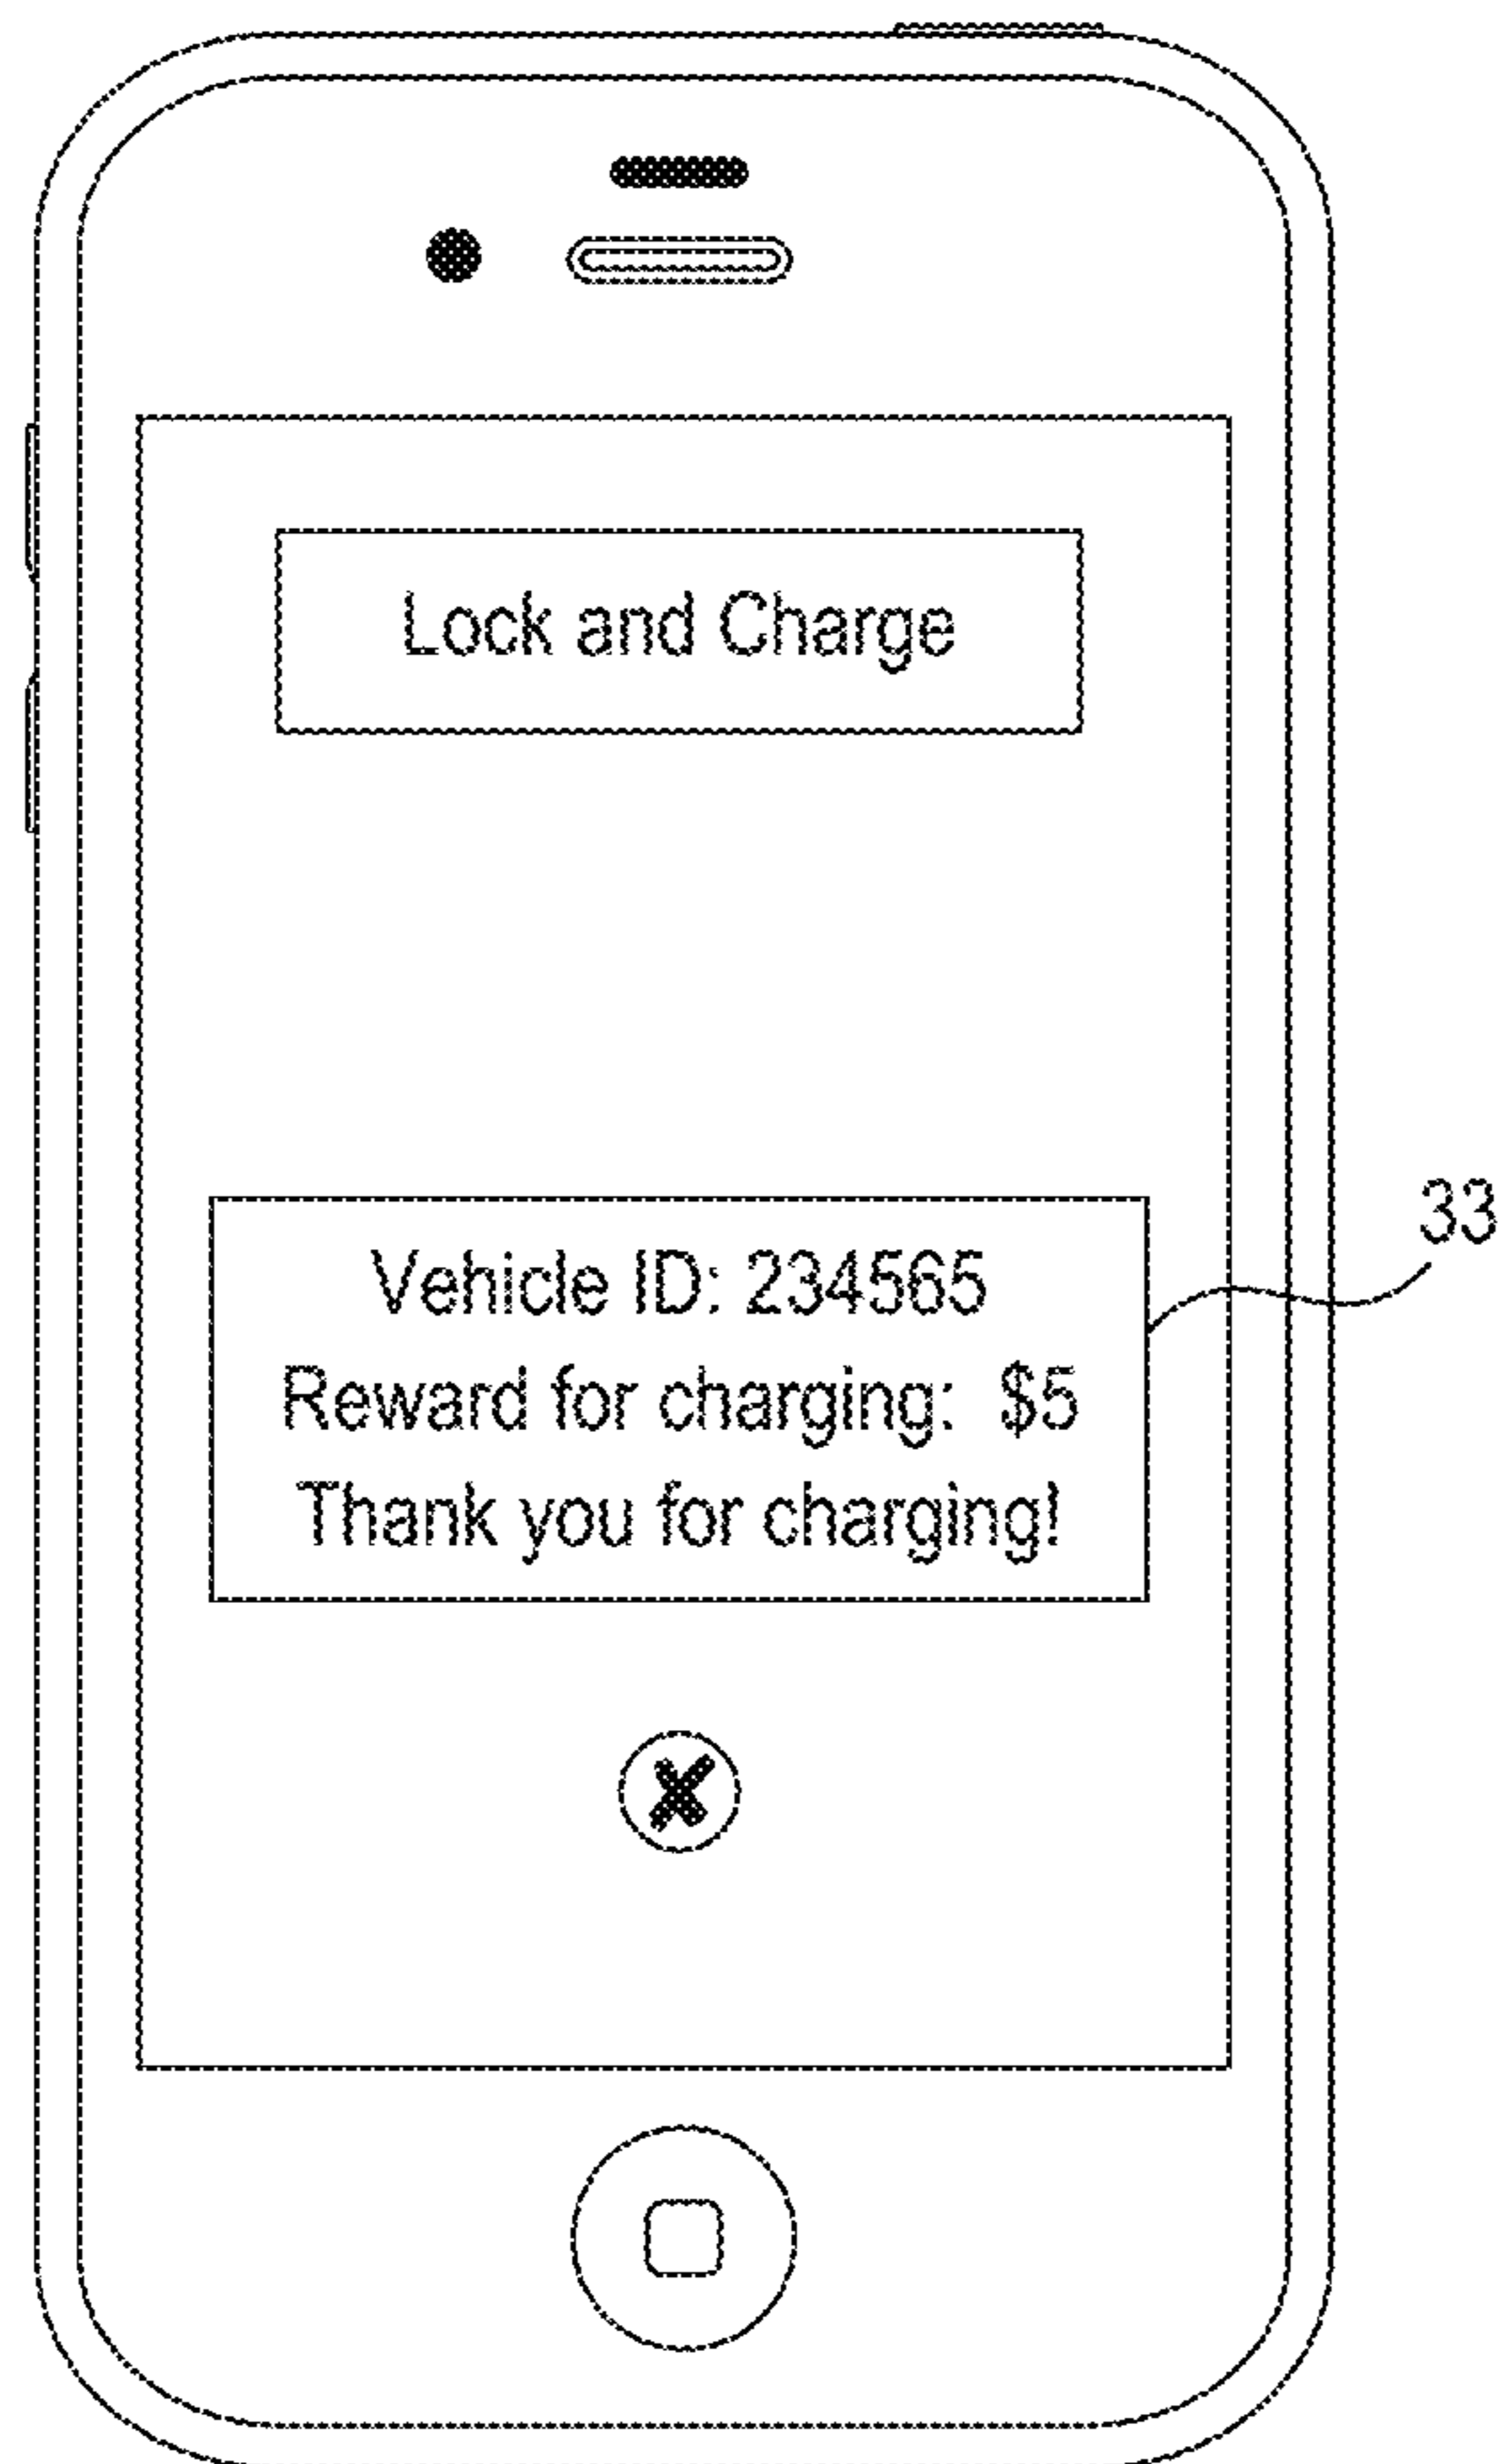 Lock and Charge
33
Vehicle ID: 234565
Reward for charging: $5
Thank you for charging!